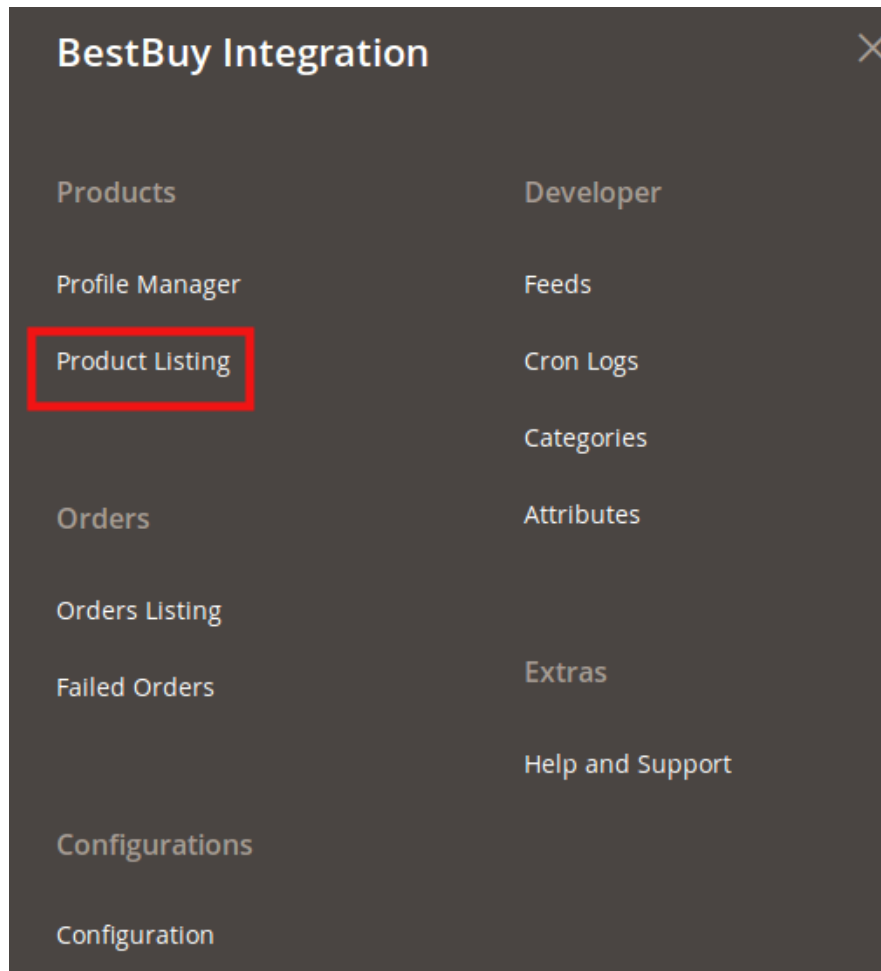 BestBuy Integration
Products
Profile Manager
Product Listing
Orders
Orders Listing
Failed Orders
Configurations
Configuration
Developer
Feeds
Cron Logs
Categories
Attributes
Extras
Help and Support